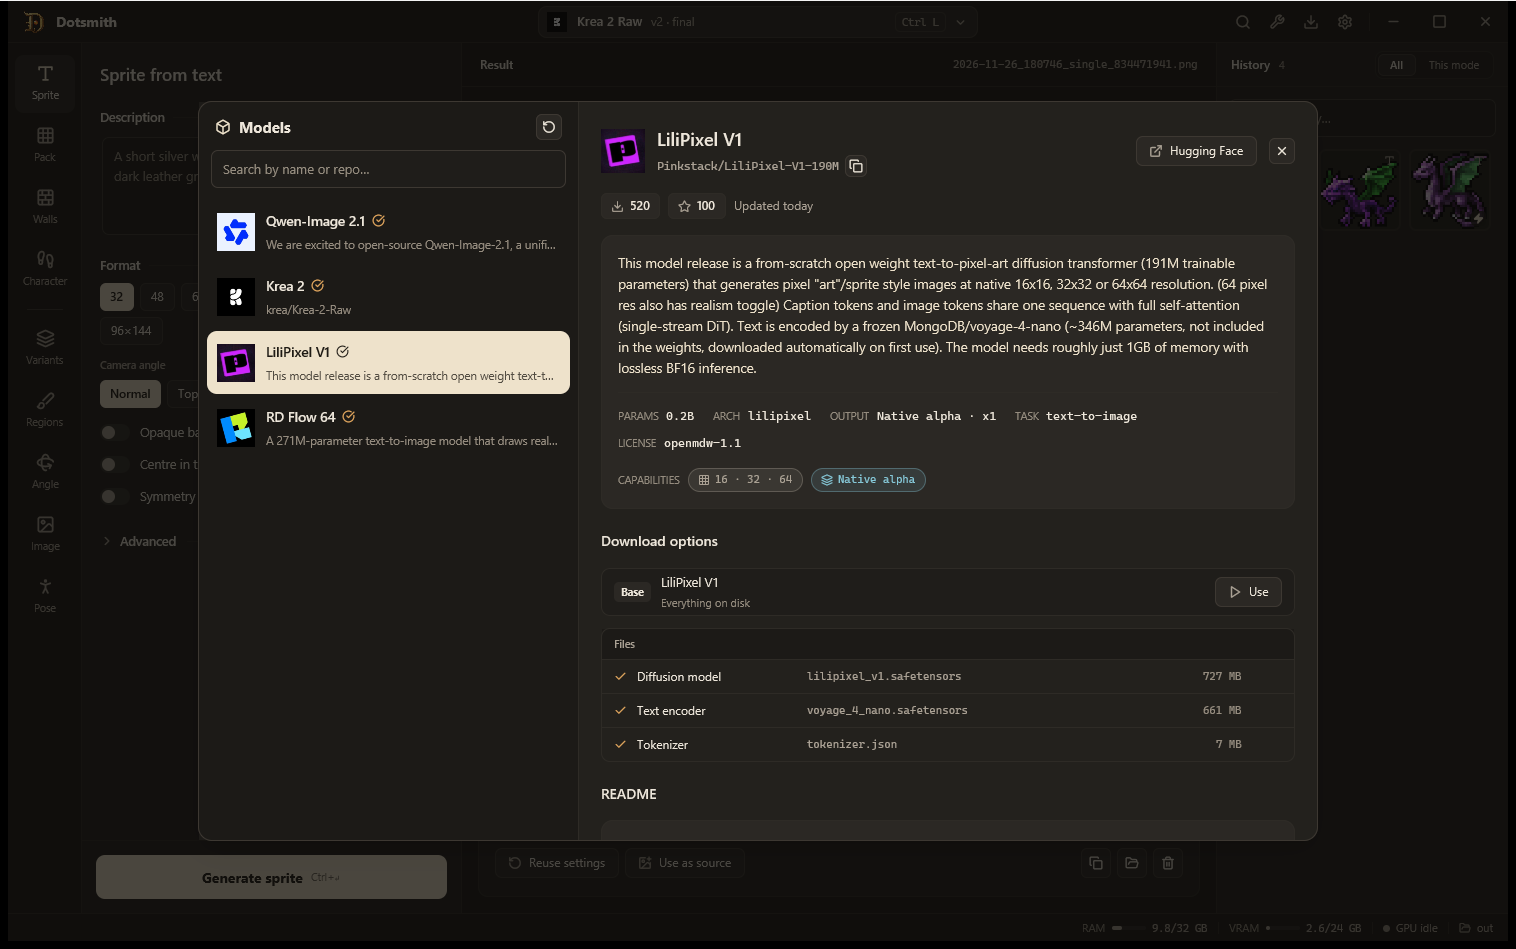 Dotsmith
Krea 2 Raw v2 · final
Ctrl L
Sprite
Pack
Walls
Character
Variants
Regions
Angle
Image
Pose
Sprite from text
Description
A short silver w
dark leather gr
Format
32
48
6
96×144
Camera angle
Normal
Top
Opaque ba
Centre in t
Symmetry
Advanced
Generate sprite Ctrl+↵
Result
2026-11-26_180746_single_834471941.png
History 4
All
This mode
Models
Search by name or repo...
Qwen-Image 2.1
We are excited to open-source Qwen-Image-2.1, a unifi...
Krea 2
krea/Krea-2-Raw
LiliPixel V1
This model release is a from-scratch open weight text-t...
RD Flow 64
A 271M-parameter text-to-image model that draws real...
LiliPixel V1
Pinkstack/LiliPixel-V1-190M
Hugging Face
520
100
Updated today
This model release is a from-scratch open weight text-to-pixel-art diffusion transformer (191M trainable
parameters) that generates pixel "art"/sprite style images at native 16x16, 32x32 or 64x64 resolution. (64 pixel
res also has realism toggle) Caption tokens and image tokens share one sequence with full self-attention
(single-stream DiT). Text is encoded by a frozen MongoDB/voyage-4-nano (~346M parameters, not included
in the weights, downloaded automatically on first use). The model needs roughly just 1GB of memory with
lossless BF16 inference.
PARAMS 0.2B ARCH lilipixel OUTPUT Native alpha · x1 TASK text-to-image
LICENSE openmdw-1.1
CAPABILITIES 16 · 32 · 64 Native alpha
Download options
Base
LiliPixel V1
Everything on disk
Use
Files
Diffusion model lilipixel_v1.safetensors 727 MB
Text encoder voyage_4_nano.safetensors 661 MB
Tokenizer tokenizer.json 7 MB
README
Reuse settings
Use as source
RAM 9.8/32 GB VRAM 2.6/24 GB GPU idle out